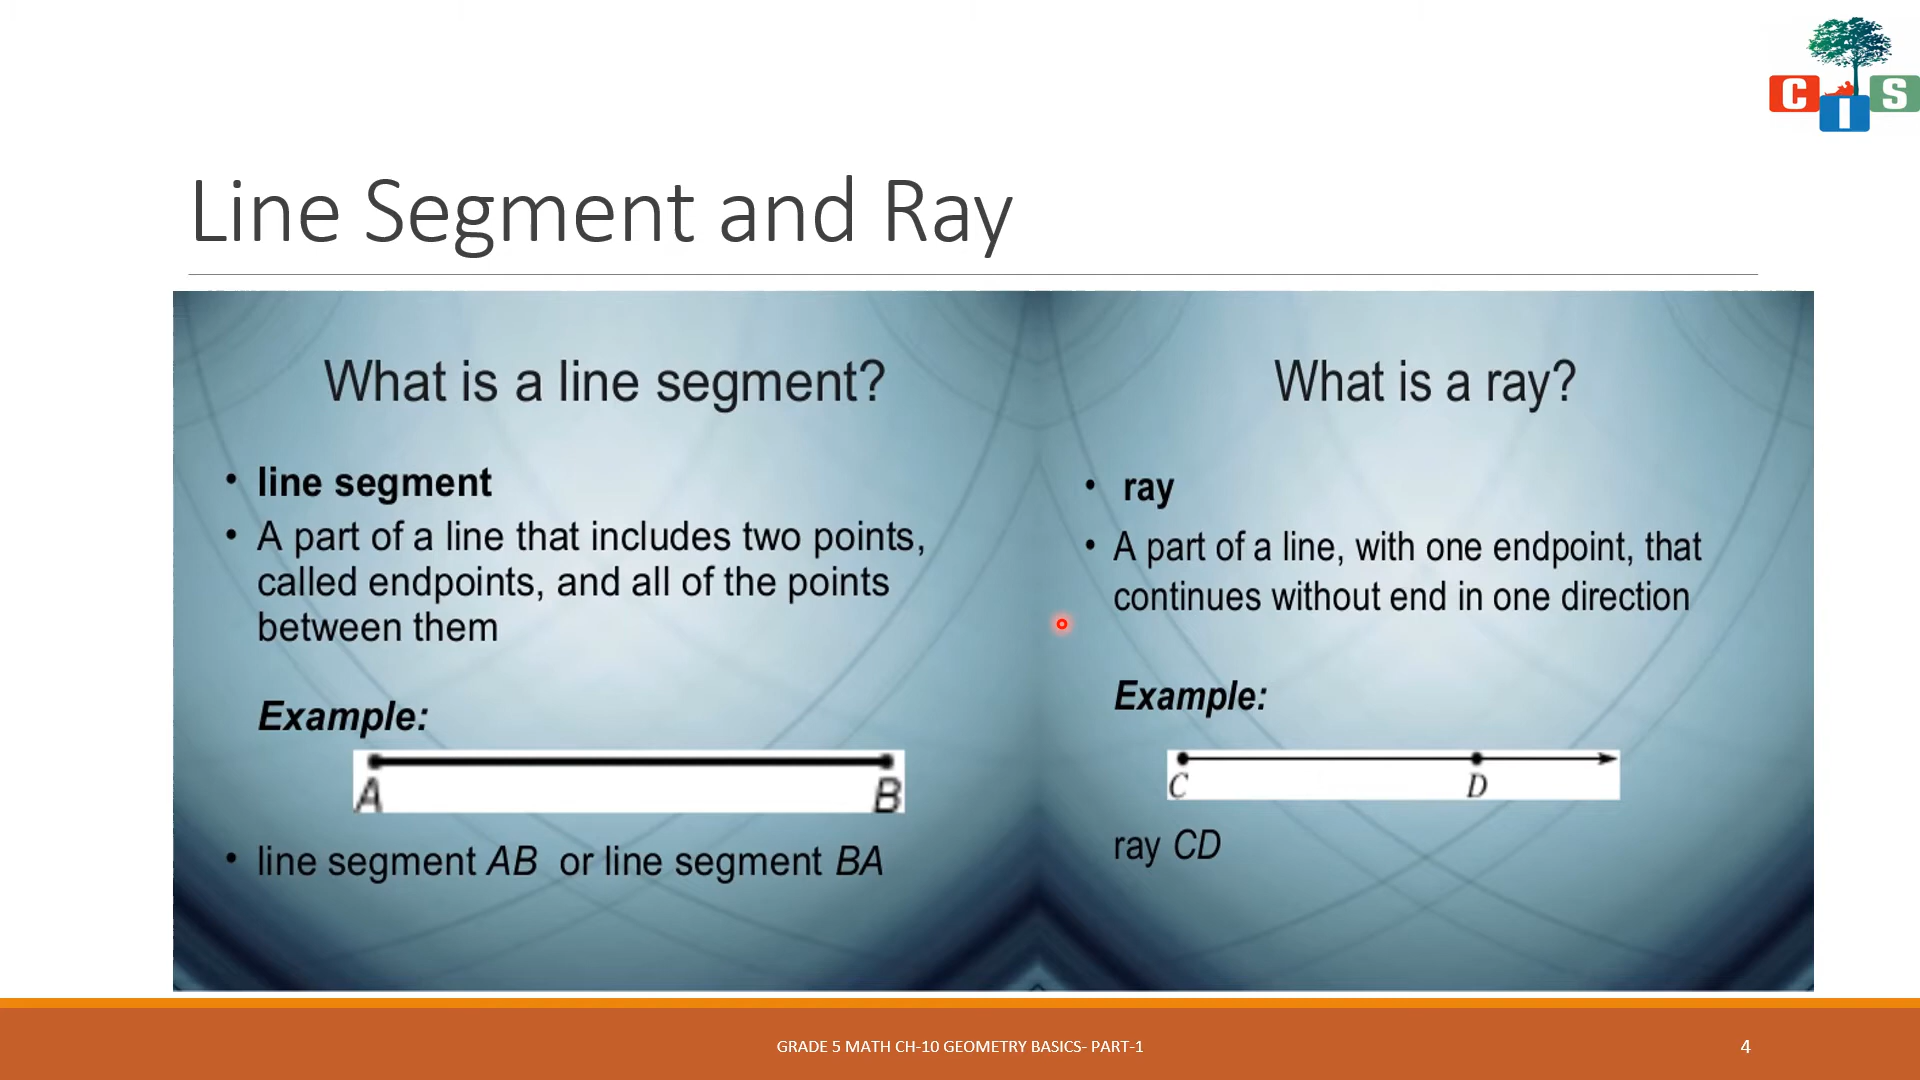 C I S
Line Segment and Ray
What is a line segment?
• line segment
• A part of a line that includes two points,
called endpoints, and all of the points
between them
Example:
A B
• line segment AB or line segment BA
What is a ray?
• ray
• A part of a line, with one endpoint, that
continues without end in one direction
Example:
C D
ray CD
GRADE 5 MATH CH-10 GEOMETRY BASICS- PART-1
4